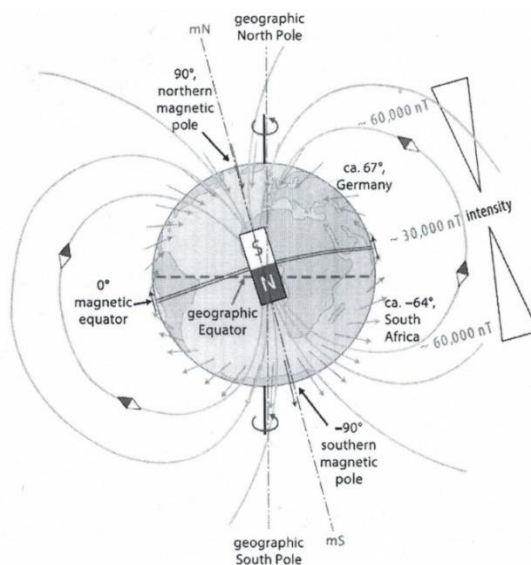 geographic
North Pole
mN
90°,
northern
magnetic
pole
~ 60,000 nT
ca. 67°,
Germany
S
~ 30,000 nT intensity
N
0°
magnetic
equator
geographic
Equator
ca. −64°,
South
Africa
~ 60,000 nT
−90°
southern
magnetic
pole
mS
geographic
South Pole